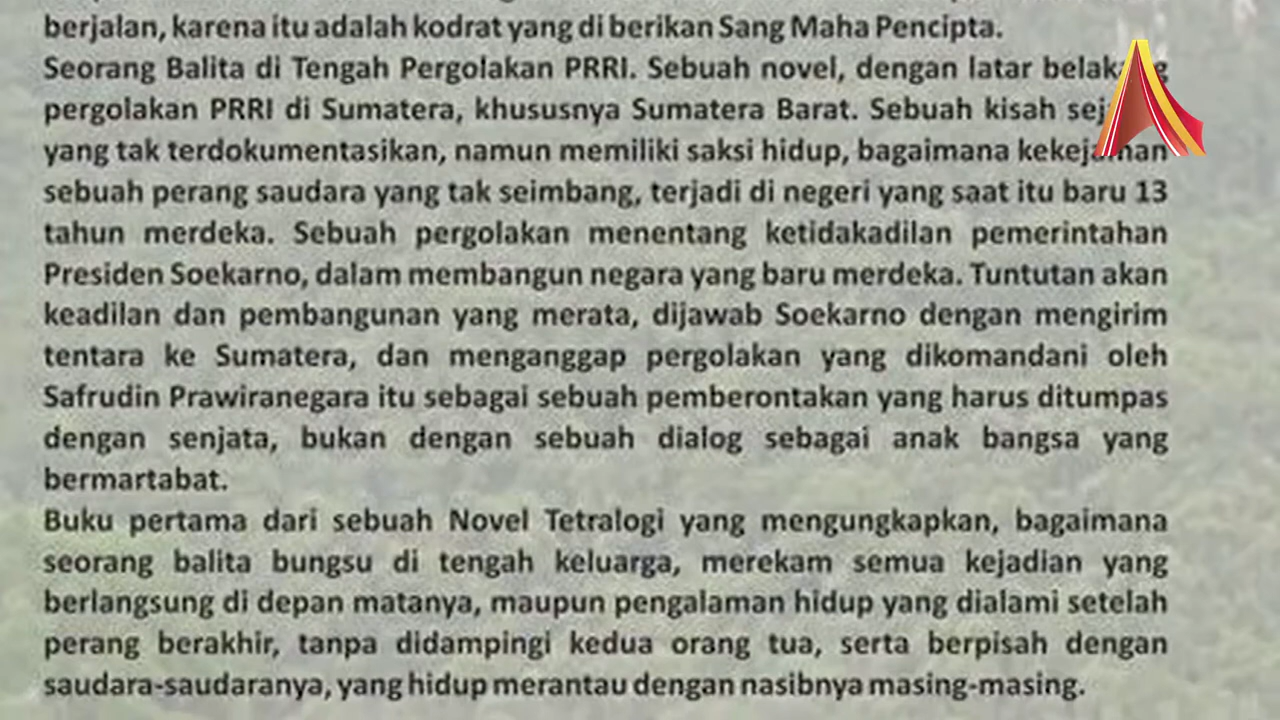 berjalan, karena itu adalah kodrat yang di berikan Sang Maha Pencipta.
Seorang Balita di Tengah Pergolakan PRRI. Sebuah novel, dengan latar belakang
pergolakan PRRI di Sumatera, khususnya Sumatera Barat. Sebuah kisah
yang tak terdokumentasikan, namun memiliki saksi hidup, bagaimana kekejaman
sebuah perang saudara yang tak seimbang, terjadi di negeri yang saat itu baru 13
tahun merdeka. Sebuah pergolakan menentang ketidakadilan pemerintahan
Presiden Soekarno, dalam membangun negara yang baru merdeka. Tuntutan akan
keadilan dan pembangunan yang merata, dijawab Soekarno dengan mengirim
tentara ke Sumatera, dan menganggap pergolakan yang dikomandani oleh
Safrudin Prawiranegara itu sebagai sebuah pemberontakan yang harus ditumpas
dengan senjata, bukan dengan sebuah dialog sebagai anak bangsa yang
bermartabat.
Buku pertama dari sebuah Novel Tetralogi yang mengungkapkan, bagaimana
seorang balita bungsu di tengah keluarga, merekam semua kejadian yang
berlangsung di depan matanya, maupun pengalaman hidup yang dialami setelah
perang berakhir, tanpa didampingi kedua orang tua, serta berpisah dengan
saudara-saudaranya, yang hidup merantau dengan nasibnya masing-masing.